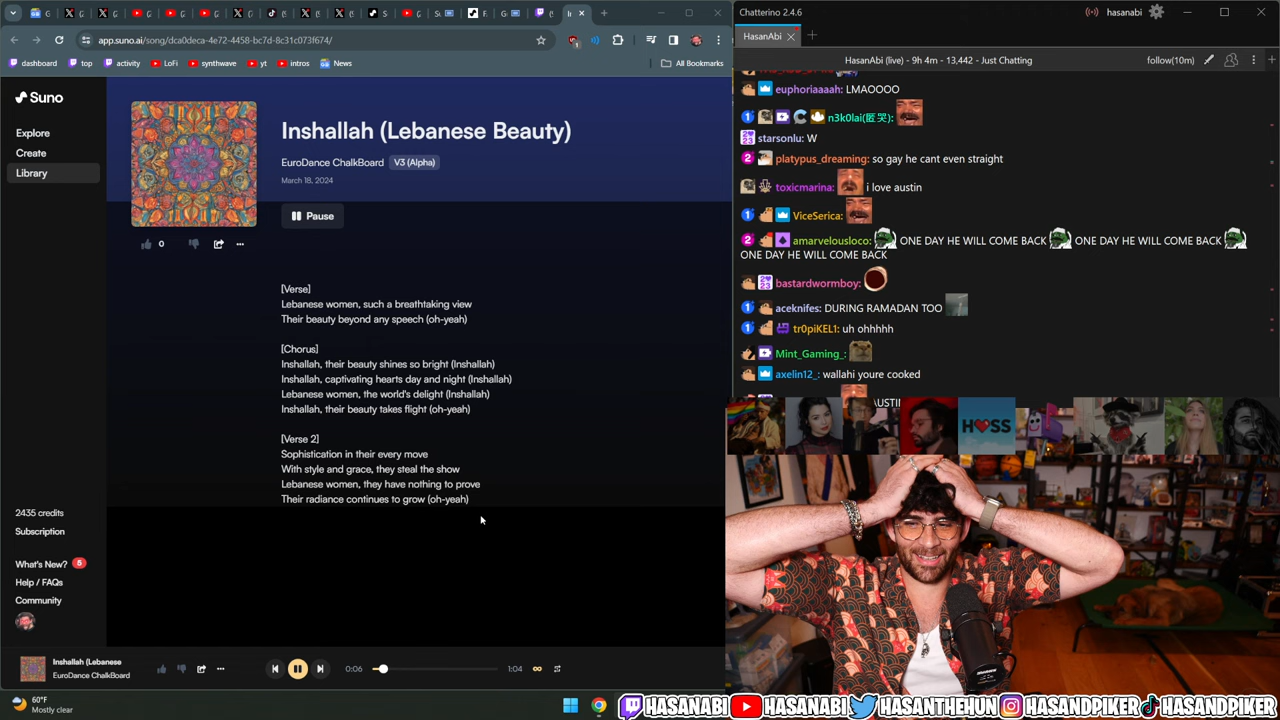 app.suno.ai/song/dca0deca-4e72-4458-bc7d-8c31c073f674/
dashboard
top
activity
LoFi
synthwave
yt
intros
News
All Bookmarks
Suno
Explore
Create
Library
Inshallah (Lebanese Beauty)
EuroDance ChalkBoard
V3 (Alpha)
March 18, 2024
Pause
0
[Verse]
Lebanese women, such a breathtaking view
Their beauty beyond any speech (oh-yeah)
[Chorus]
Inshallah, their beauty shines so bright (Inshallah)
Inshallah, captivating hearts day and night (Inshallah)
Lebanese women, the world's delight (Inshallah)
Inshallah, their beauty takes flight (oh-yeah)
[Verse 2]
Sophistication in their every move
With style and grace, they steal the show
Lebanese women, they have nothing to prove
Their radiance continues to grow (oh-yeah)
2435 credits
Subscription
What's New? 5
Help / FAQs
Community
Inshallah (Lebanese
EuroDance ChalkBoard
0:06
1:04
60°F
Mostly clear
Chatterino 2.4.6
hasanabi
HasanAbi
HasanAbi (live) - 9h 4m - 13,442 - Just Chatting
follow(10m)
euphoriaaaah: LMAOOOO
n3k0lai(匿哭):
starsonlu: W
platypus_dreaming: so gay he cant even straight
toxicmarina: i love austin
ViceSerica:
amarvelousloco: ONE DAY HE WILL COME BACK ONE DAY HE WILL COME BACK
ONE DAY HE WILL COME BACK
bastardwormboy:
aceknifes: DURING RAMADAN TOO
tr0piKEL1: uh ohhhhh
Mint_Gaming_:
axelin12_: wallahi youre cooked
AUSTIN
HOSS
HASANABI HASANABI HASANTHEHUN HASANDPIKER HASANDPIKER